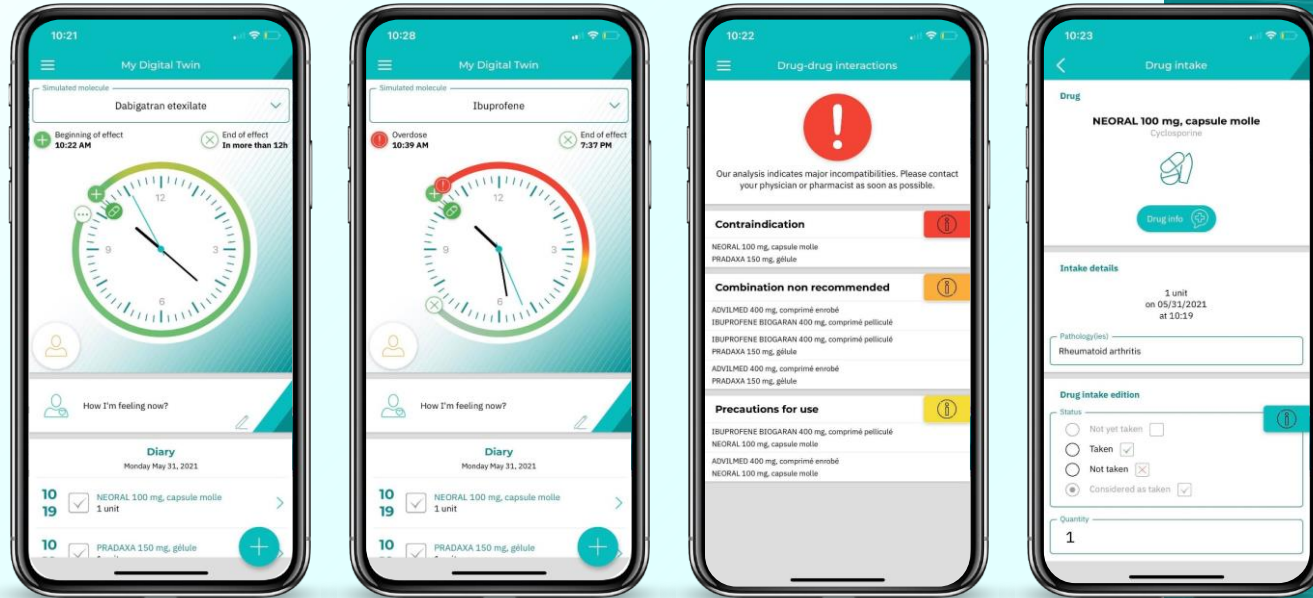 10:21
My Digital Twin
Simulated molecule
Dabigatran etexilate
Beginning of effect
10:22 AM
End of effect
In more than 12h
12
9
3
6
How I'm feeling now?
Diary
Monday May 31, 2021
10
19
NEORAL 100 mg, capsule molle
1 unit
10
PRADAXA 150 mg, gélule
10:28
My Digital Twin
Simulated molecule
Ibuprofene
Overdose
10:39 AM
End of effect
7:37 PM
12
9
3
6
How I'm feeling now?
Diary
Monday May 31, 2021
10
19
NEORAL 100 mg, capsule molle
1 unit
10
PRADAXA 150 mg, gélule
10:22
Drug-drug interactions
Our analysis indicates major incompatibilities. Please contact
your physician or pharmacist as soon as possible.
Contraindication
NEORAL 100 mg, capsule molle
PRADAXA 150 mg, gélule
Combination non recommended
ADVILMED 400 mg, comprimé enrobé
IBUPROFENE BIOGARAN 400 mg, comprimé pelliculé
IBUPROFENE BIOGARAN 400 mg, comprimé pelliculé
PRADAXA 150 mg, gélule
ADVILMED 400 mg, comprimé enrobé
PRADAXA 150 mg, gélule
Precautions for use
IBUPROFENE BIOGARAN 400 mg, comprimé pelliculé
NEORAL 100 mg, capsule molle
ADVILMED 400 mg, comprimé enrobé
NEORAL 100 mg, capsule molle
10:23
Drug intake
Drug
NEORAL 100 mg, capsule molle
Cyclosporine
Drug info
Intake details
1 unit
on 05/31/2021
at 10:19
Pathology(ies)
Rheumatoid arthritis
Drug intake edition
Status
Not yet taken
Taken
Not taken
Considered as taken
Quantity
1